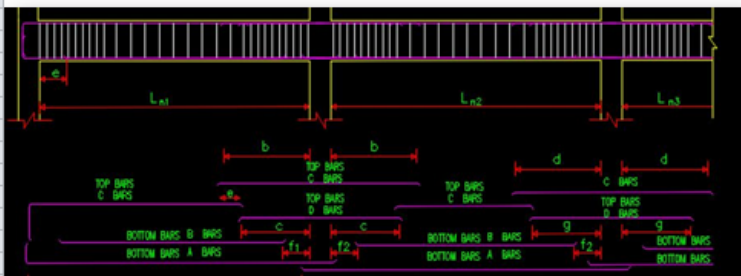 e
Ln1
Ln2
Ln3
b
b
d
d
TOP BARS
C BARS
TOP BARS
C BARS
TOP BARS
C BARS
C BARS
e
TOP BARS
D BARS
TOP BARS
D BARS
c
c
g
g
BOTTOM BARS B BARS
BOTTOM BARS B BARS
BOTTOM BARS
f1
f2
f2
BOTTOM BARS A BARS
BOTTOM BARS A BARS
BOTTOM BARS